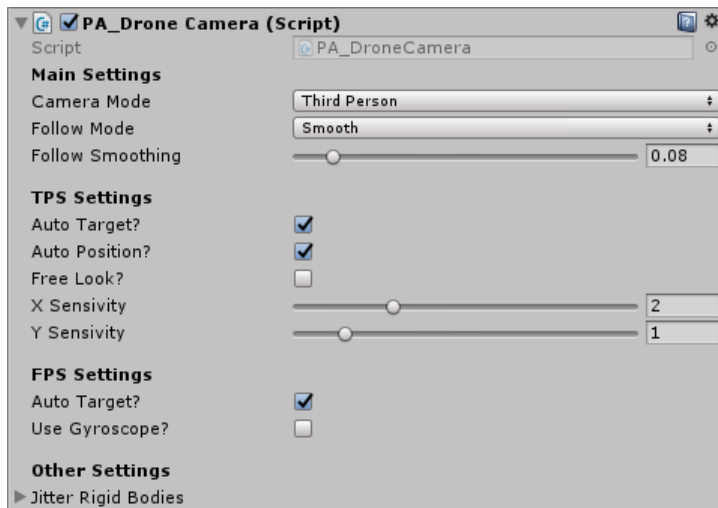 PA_Drone Camera (Script)
Script PA_DroneCamera
Main Settings
Camera Mode Third Person
Follow Mode Smooth
Follow Smoothing 0.08
TPS Settings
Auto Target?
Auto Position?
Free Look?
X Sensivity 2
Y Sensivity 1
FPS Settings
Auto Target?
Use Gyroscope?
Other Settings
Jitter Rigid Bodies